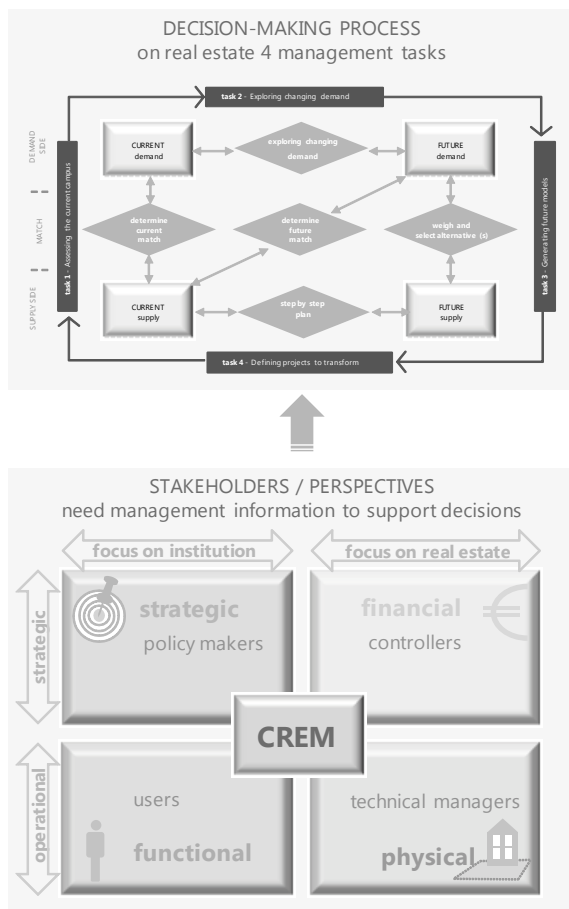 DECISION-MAKING PROCESS
on real estate 4 management tasks
task 2 - Exploring changing demand
DEMAND
SIDE
MATCH
SUPPLY SIDE
task 1 - Assessing the current campus
CURRENT
demand
exploring changing
demand
FUTURE
demand
determine
current
match
determine
future
match
weigh and
select alternative (s)
CURRENT
supply
step by step
plan
FUTURE
supply
task 3 - Generating future models
task 4 - Defining projects to transform
STAKEHOLDERS / PERSPECTIVES
need management information to support decisions
focus on institution
focus on real estate
strategic
strategic
policy makers
financial
controllers
CREM
operational
users
functional
technical managers
physical